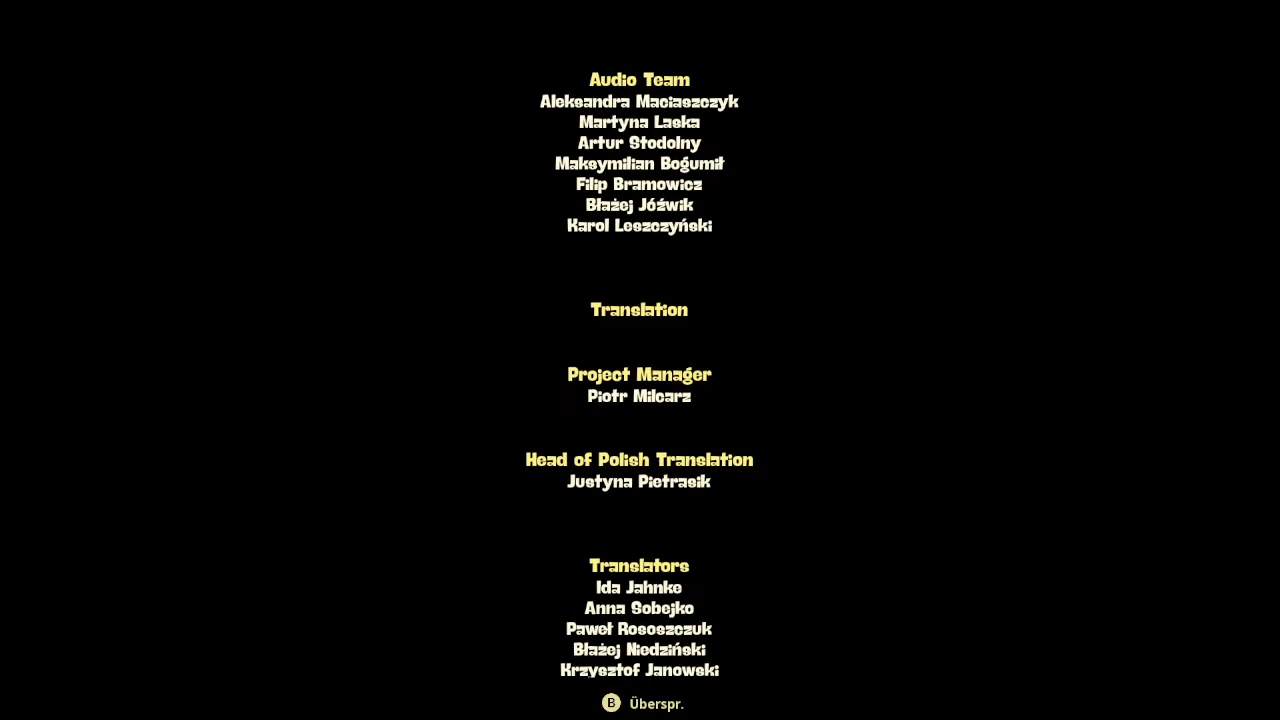 Audio Team
Aleksandra Maciaszczyk
Martyna Laska
Artur Stodolny
Maksymilian Bogumił
Filip Bramowicz
Błażej Jóźwik
Karol Leszczyński
Translation
Project Manager
Piotr Milcarz
Head of Polish Translation
Justyna Pietrasik
Translators
Ida Jahnke
Anna Sobejko
Paweł Rososzczuk
Błażej Niedziński
Krzysztof Janowski
B Überspr.